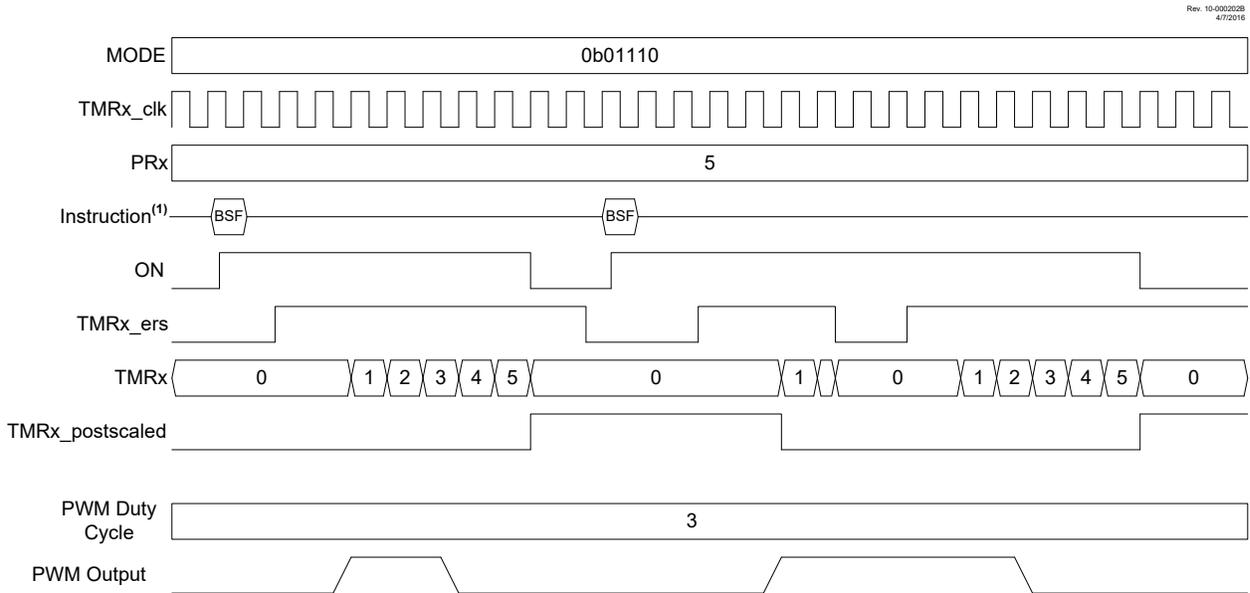 Rev. 10-000202B
4/7/2016
MODE 0b01110
TMRx_clk
PRx 5
Instruction(1) BSF BSF
ON
TMRx_ers
TMRx 0 1 2 3 4 5 0 1 0 1 2 3 4 5 0
TMRx_postscaled
PWM Duty
Cycle 3
PWM Output